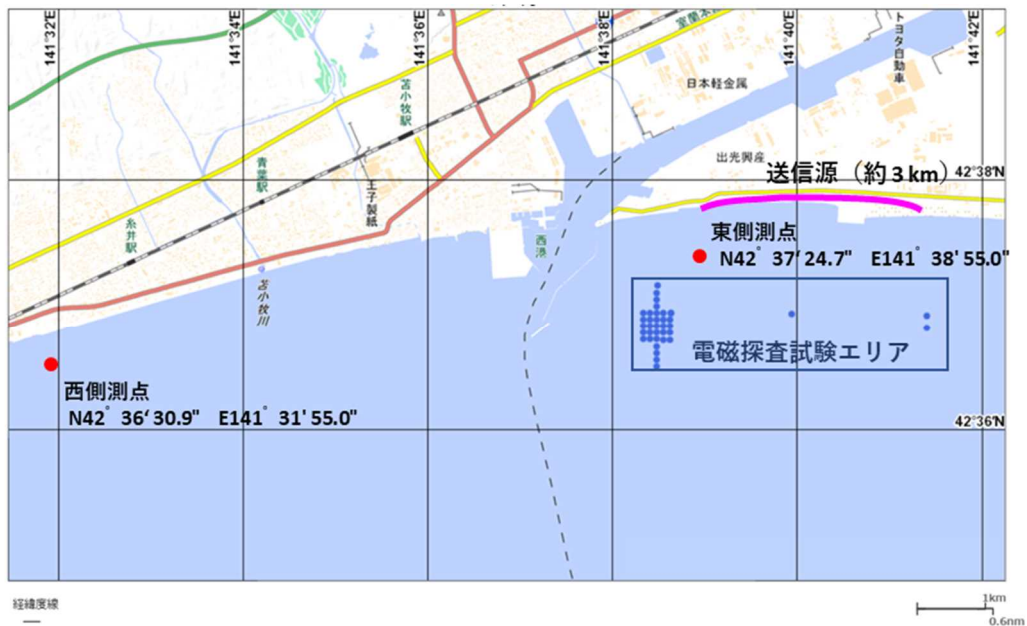 141°32'E
141°34'E
141°36'E
141°38'E
141°40'E
141°42'E
室蘭本
トヨタ自動車
日本軽金属
苫小牧駅
出光興産
青葉駅
送信源（約3km）
42°38'N
王子製紙
糸井駅
西港
東側測点
N42° 37' 24.7" E141° 38' 55.0"
苫小牧川
電磁探査試験エリア
西側測点
N42° 36' 30.9" E141° 31' 55.0"
42°36'N
経緯度線
1km
0.6nm